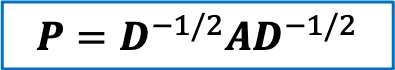 P = D^{-1/2}AD^{-1/2}